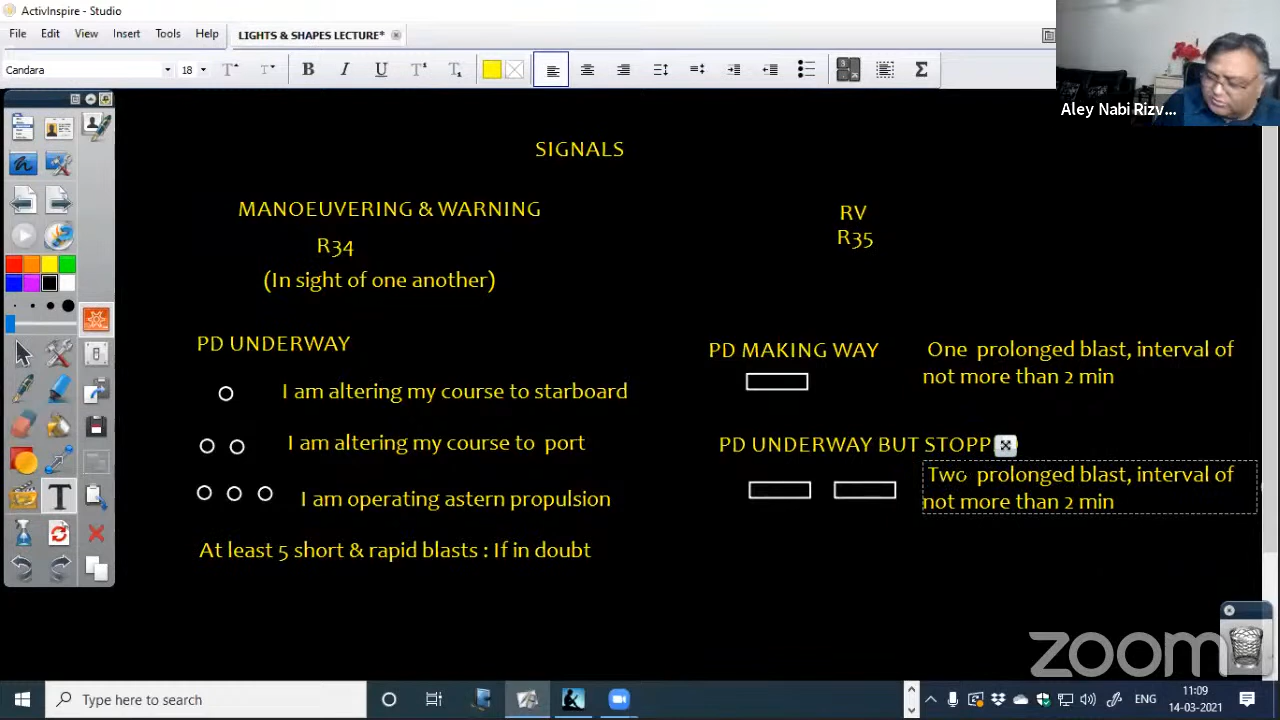 ActivInspire - Studio
File Edit View Insert Tools Help
LIGHTS & SHAPES LECTURE*
Candara 18
Aley Nabi Rizv...
SIGNALS
MANOEUVERING & WARNING
R34
(In sight of one another)
RV
R35
PD UNDERWAY
I am altering my course to starboard
I am altering my course to port
I am operating astern propulsion
At least 5 short & rapid blasts : If in doubt
PD MAKING WAY
One prolonged blast, interval of
not more than 2 min
PD UNDERWAY BUT STOPP
Two prolonged blast, interval of
not more than 2 min
zoom
Type here to search
ENG
11:09
14-03-2021